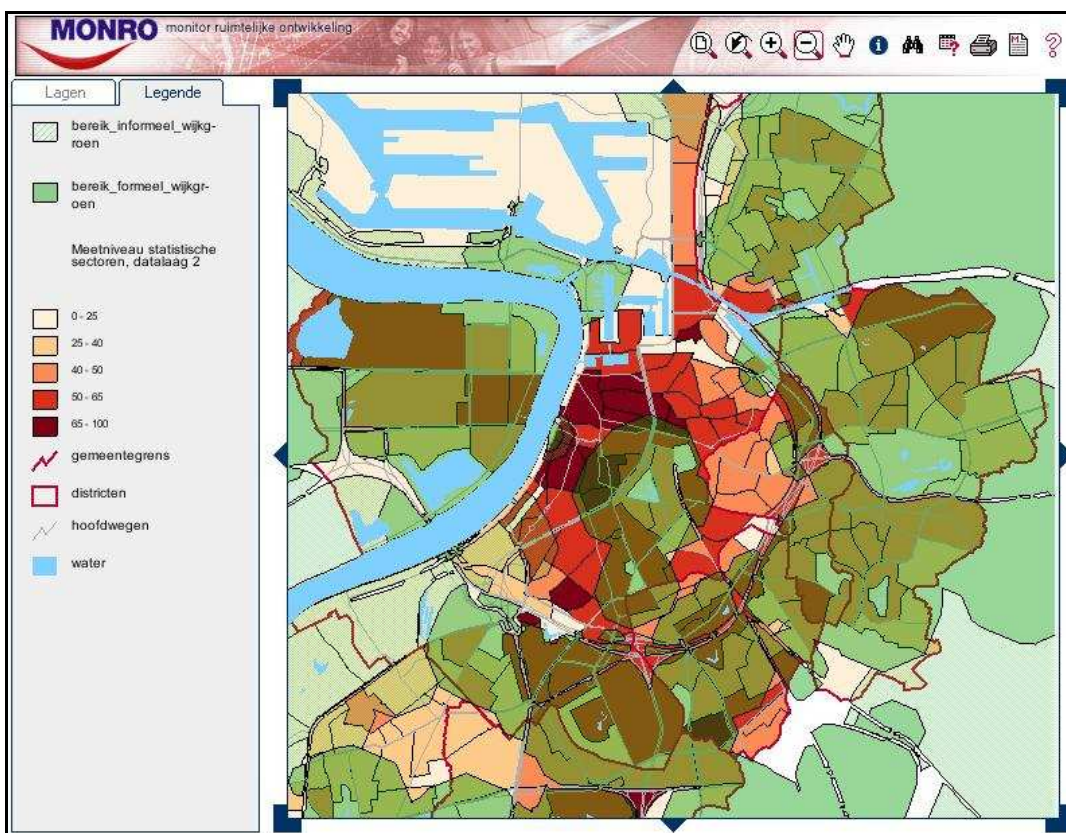 MONRO monitor ruimtelijke ontwikkeling
Lagen
Legende
bereik_informeel_wijkg-
roen
bereik_formeel_wijkgr-
oen
Meetniveau statistische
sectoren, datalaag 2
0 - 25
25 - 40
40 - 50
50 - 65
65 - 100
gemeentegrens
districten
hoofdwegen
water